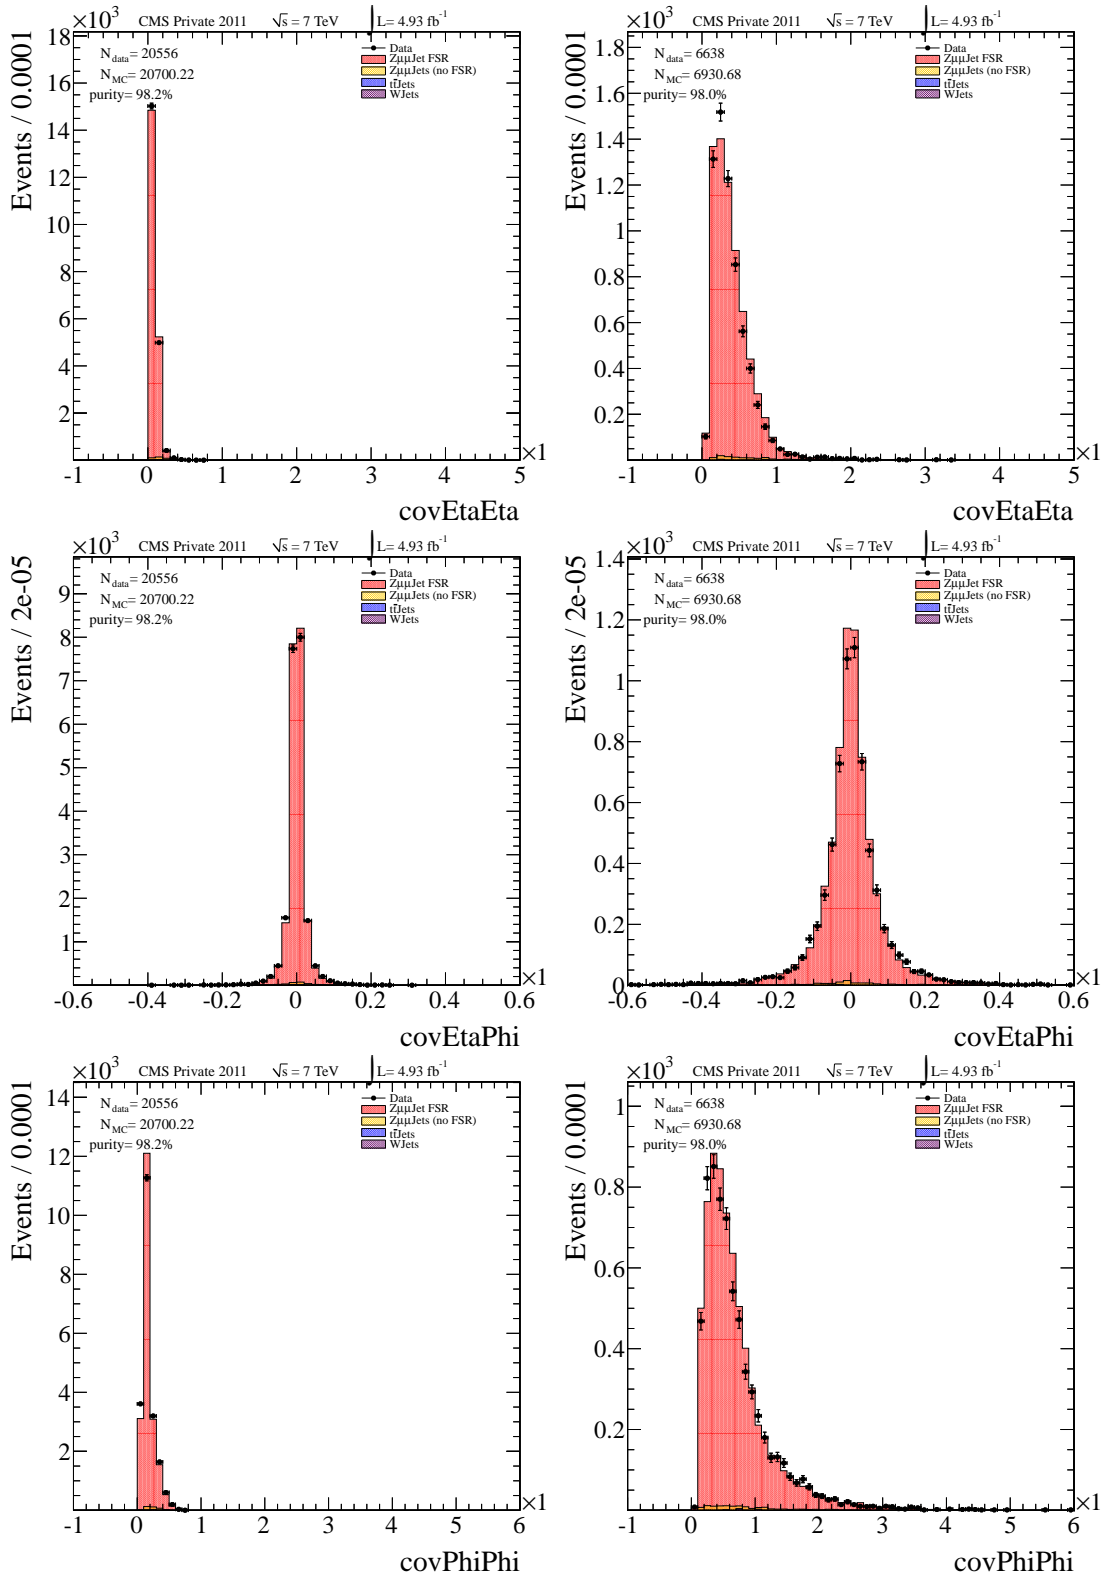 ×10³ CMS Private 2011 √s = 7 TeV L= 4.93 fb⁻¹
Events / 0.0001
N_data= 20556
N_MC= 20700.22
purity= 98.2%
Data
ZμμJet FSR
ZμμJets (no FSR)
tt̄Jets
WJets
18
16
14
12
10
8
6
4
2
-1 0 1 2 3 4 5 ×1
covEtaEta
×10³ CMS Private 2011 √s = 7 TeV L= 4.93 fb⁻¹
Events / 0.0001
N_data= 6638
N_MC= 6930.68
purity= 98.0%
Data
ZμμJet FSR
ZμμJets (no FSR)
tt̄Jets
WJets
1.8
1.6
1.4
1.2
1
0.8
0.6
0.4
0.2
-1 0 1 2 3 4 5 ×1
covEtaEta
×10³ CMS Private 2011 √s = 7 TeV L= 4.93 fb⁻¹
Events / 2e-05
N_data= 20556
N_MC= 20700.22
purity= 98.2%
Data
ZμμJet FSR
ZμμJets (no FSR)
tt̄Jets
WJets
9
8
7
6
5
4
3
2
1
-0.6 -0.4 -0.2 0 0.2 0.4 0.6 ×1
covEtaPhi
×10³ CMS Private 2011 √s = 7 TeV L= 4.93 fb⁻¹
Events / 2e-05
N_data= 6638
N_MC= 6930.68
purity= 98.0%
Data
ZμμJet FSR
ZμμJets (no FSR)
tt̄Jets
WJets
1.4
1.2
1
0.8
0.6
0.4
0.2
0
-0.6 -0.4 -0.2 0 0.2 0.4 0.6 ×1
covEtaPhi
×10³ CMS Private 2011 √s = 7 TeV L= 4.93 fb⁻¹
Events / 0.0001
N_data= 20556
N_MC= 20700.22
purity= 98.2%
Data
ZμμJet FSR
ZμμJets (no FSR)
tt̄Jets
WJets
14
12
10
8
6
4
2
-1 0 1 2 3 4 5 6 ×1
covPhiPhi
×10³ CMS Private 2011 √s = 7 TeV L= 4.93 fb⁻¹
Events / 0.0001
N_data= 6638
N_MC= 6930.68
purity= 98.0%
Data
ZμμJet FSR
ZμμJets (no FSR)
tt̄Jets
WJets
1
0.8
0.6
0.4
0.2
-1 0 1 2 3 4 5 6 ×1
covPhiPhi